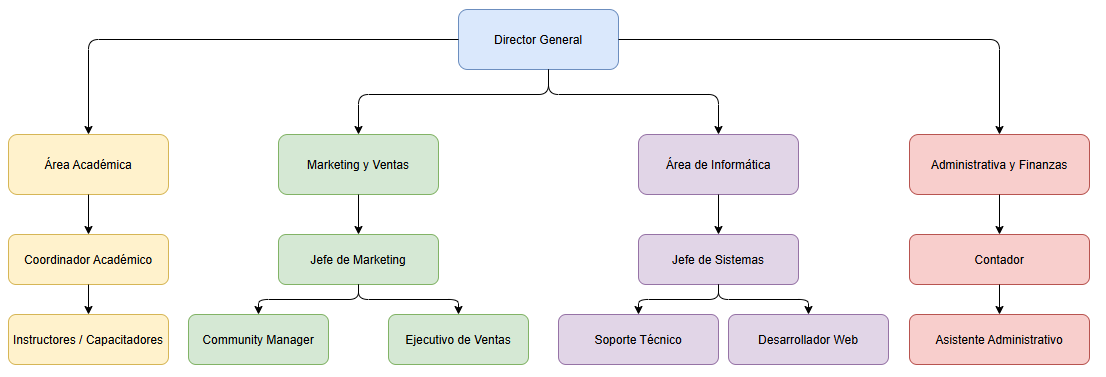 Director General
Área Académica
Marketing y Ventas
Área de Informática
Administrativa y Finanzas
Coordinador Académico
Jefe de Marketing
Jefe de Sistemas
Contador
Instructores / Capacitadores
Community Manager
Ejecutivo de Ventas
Soporte Técnico
Desarrollador Web
Asistente Administrativo